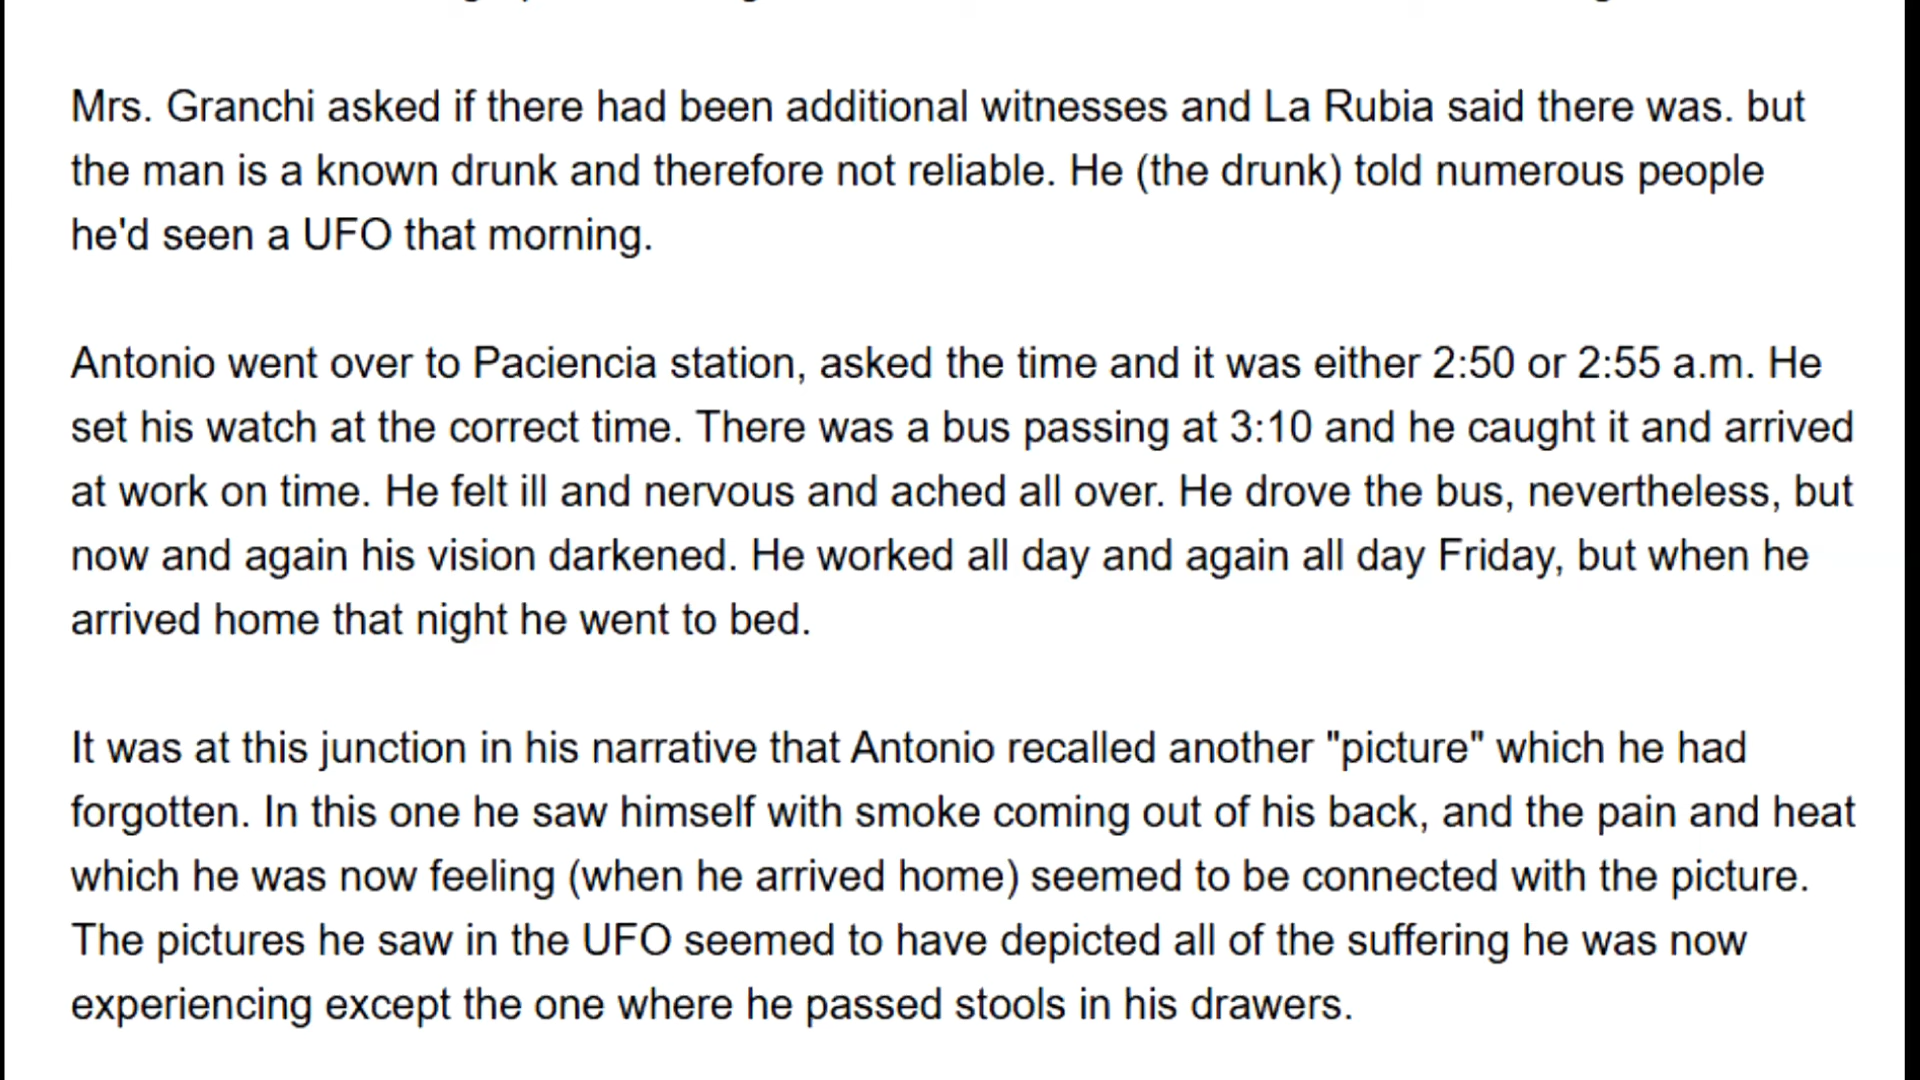 Mrs. Granchi asked if there had been additional witnesses and La Rubia said there was. but
the man is a known drunk and therefore not reliable. He (the drunk) told numerous people
he'd seen a UFO that morning.
Antonio went over to Paciencia station, asked the time and it was either 2:50 or 2:55 a.m. He
set his watch at the correct time. There was a bus passing at 3:10 and he caught it and arrived
at work on time. He felt ill and nervous and ached all over. He drove the bus, nevertheless, but
now and again his vision darkened. He worked all day and again all day Friday, but when he
arrived home that night he went to bed.
It was at this junction in his narrative that Antonio recalled another "picture" which he had
forgotten. In this one he saw himself with smoke coming out of his back, and the pain and heat
which he was now feeling (when he arrived home) seemed to be connected with the picture.
The pictures he saw in the UFO seemed to have depicted all of the suffering he was now
experiencing except the one where he passed stools in his drawers.